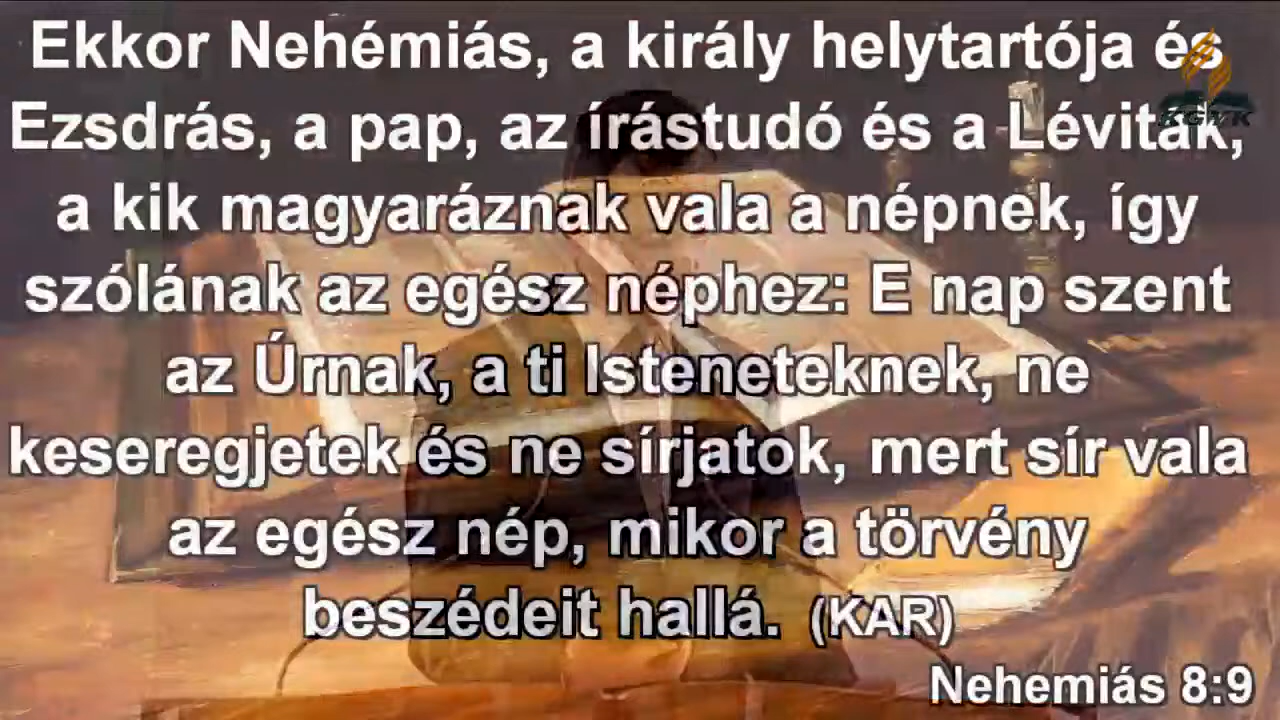 Ekkor Nehémiás, a király helytartója és
Ezsdrás, a pap, az írástudó és a Léviták,
a kik magyaráznak vala a népnek, így
szólának az egész néphez: E nap szent
az Úrnak, a ti Isteneteknek, ne
keseregjetek és ne sírjatok, mert sír vala
az egész nép, mikor a törvény
beszédeit hallá. (KAR)
Nehemiás 8:9